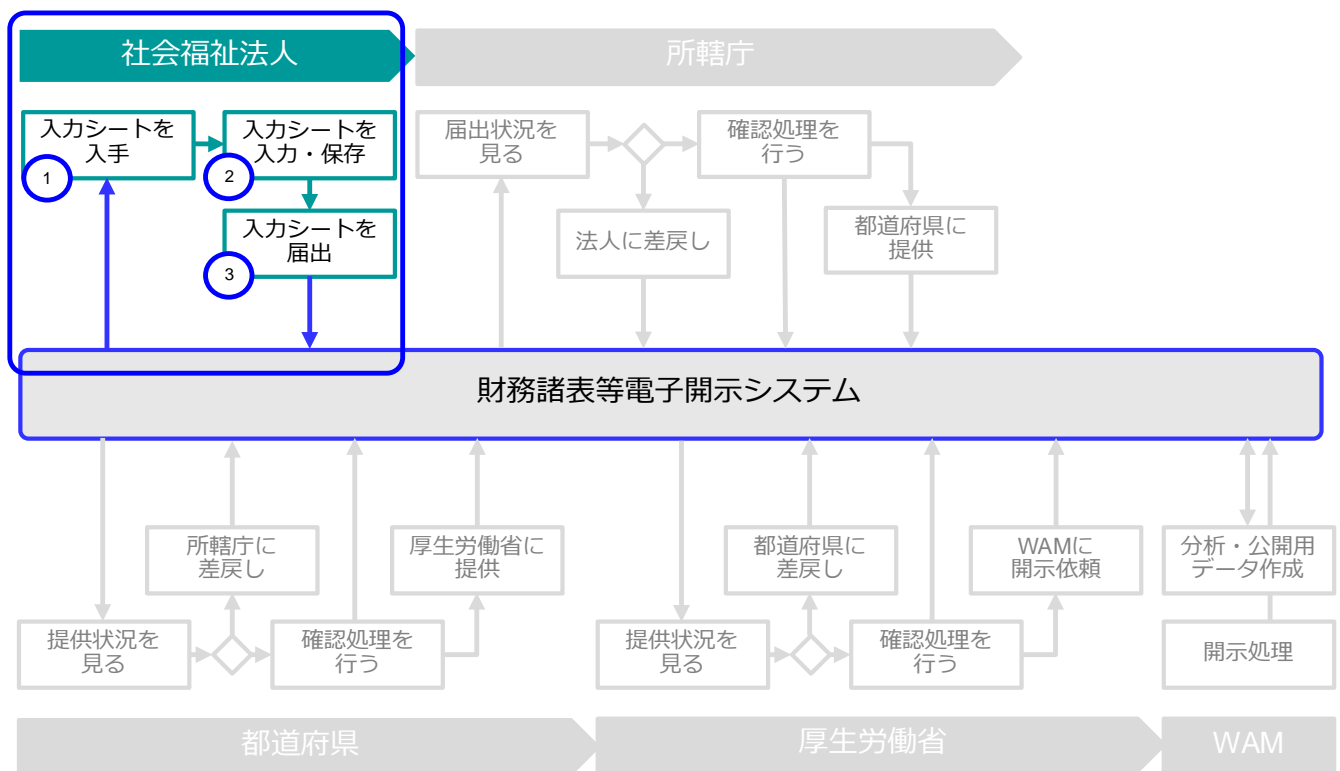 社会福祉法人
所轄庁
入力シートを
入手
1
入力シートを
入力・保存
2
入力シートを
届出
3
届出状況を
見る
確認処理を
行う
法人に差戻し
都道府県に
提供
財務諸表等電子開示システム
所轄庁に
差戻し
厚生労働省に
提供
都道府県に
差戻し
WAMに
開示依頼
分析・公開用
データ作成
提供状況を
見る
確認処理を
行う
提供状況を
見る
確認処理を
行う
開示処理
都道府県
厚生労働省
WAM